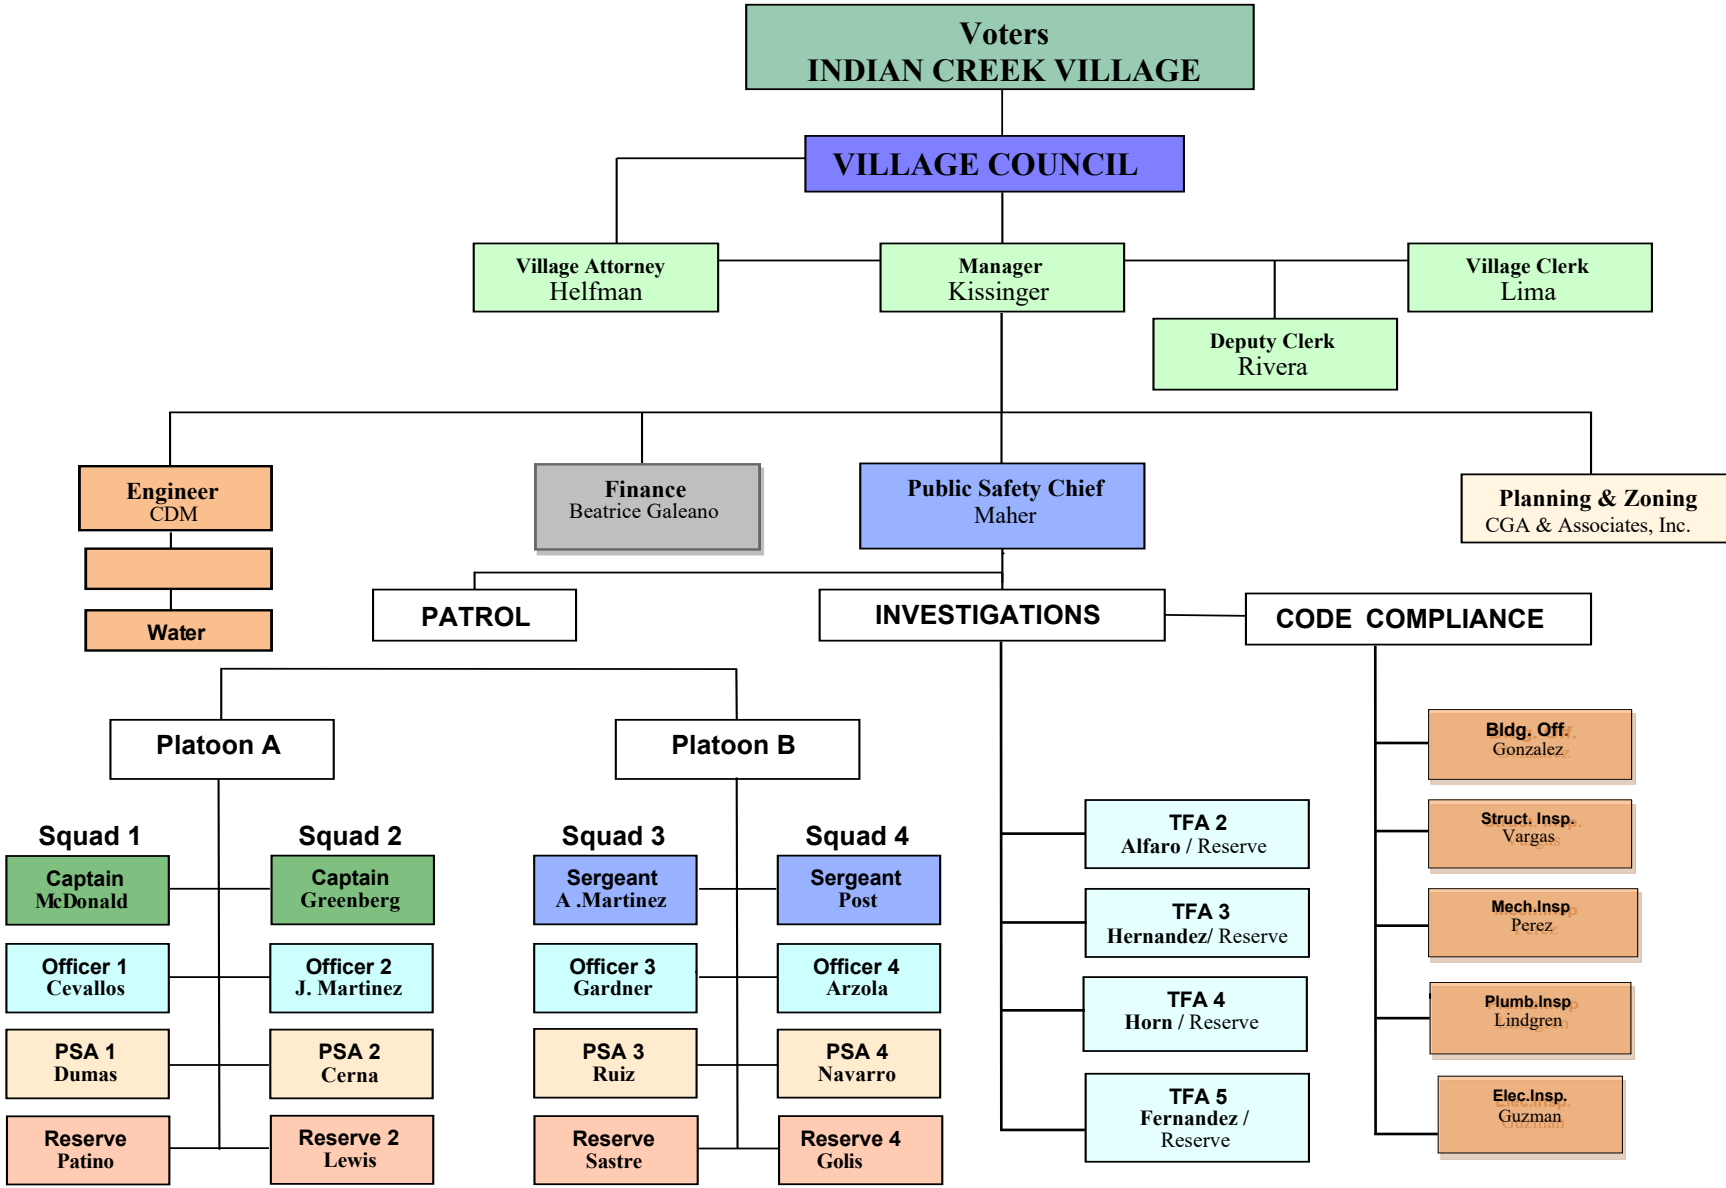 Voters
INDIAN CREEK VILLAGE
VILLAGE COUNCIL
Village Attorney
Helfman
Manager
Kissinger
Village Clerk
Lima
Deputy Clerk
Rivera
Engineer
CDM
Finance
Beatrice Galeano
Public Safety Chief
Maher
Planning & Zoning
CGA & Associates, Inc.
Water
PATROL
INVESTIGATIONS
CODE COMPLIANCE
Platoon A
Platoon B
Squad 1
Captain
McDonald
Officer 1
Cevallos
PSA 1
Dumas
Reserve
Patino
Squad 2
Captain
Greenberg
Officer 2
J. Martinez
PSA 2
Cerna
Reserve 2
Lewis
Squad 3
Sergeant
A .Martinez
Officer 3
Gardner
PSA 3
Ruiz
Reserve
Sastre
Squad 4
Sergeant
Post
Officer 4
Arzola
PSA 4
Navarro
Reserve 4
Golis
TFA 2
Alfaro / Reserve
TFA 3
Hernandez/ Reserve
TFA 4
Horn / Reserve
TFA 5
Fernandez /
Reserve
Bldg. Off.
Gonzalez
Struct. Insp.
Vargas
Mech.Insp
Perez
Plumb.Insp
Lindgren
Elec.Insp.
Guzman